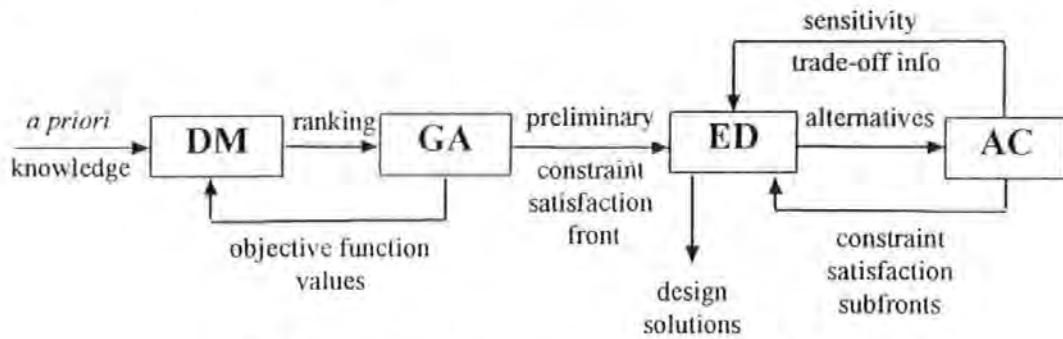 a priori
knowledge
DM
ranking
GA
objective function
values
preliminary
constraint
satisfaction
front
ED
design
solutions
sensitivity
trade-off info
alternatives
AC
constraint
satisfaction
subfronts